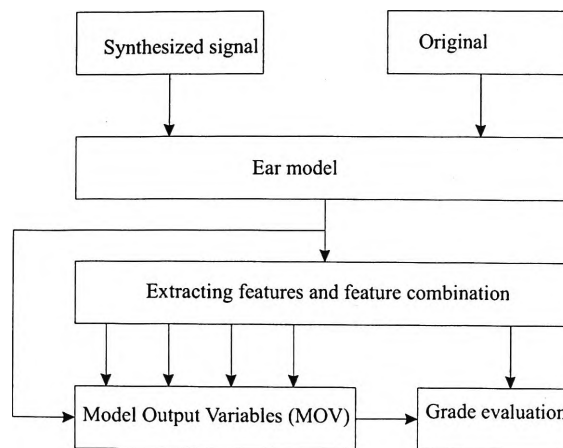 Synthesized signal
Original
Ear model
Extracting features and feature combination
Model Output Variables (MOV)
Grade evaluation